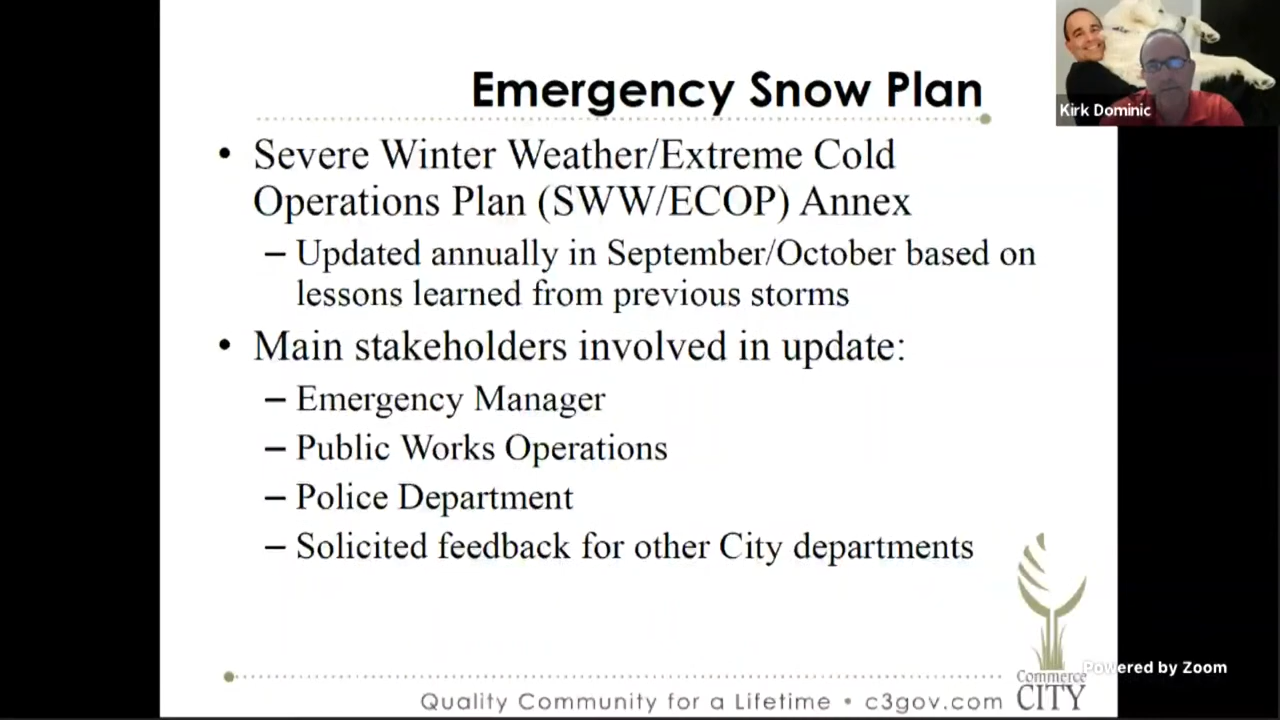 Emergency Snow Plan
Kirk Dominic
• Severe Winter Weather/Extreme Cold
Operations Plan (SWW/ECOP) Annex
– Updated annually in September/October based on
lessons learned from previous storms
• Main stakeholders involved in update:
– Emergency Manager
– Public Works Operations
– Police Department
– Solicited feedback for other City departments
Powered by Zoom
Commerce
CITY
Quality Community for a Lifetime • c3gov.com